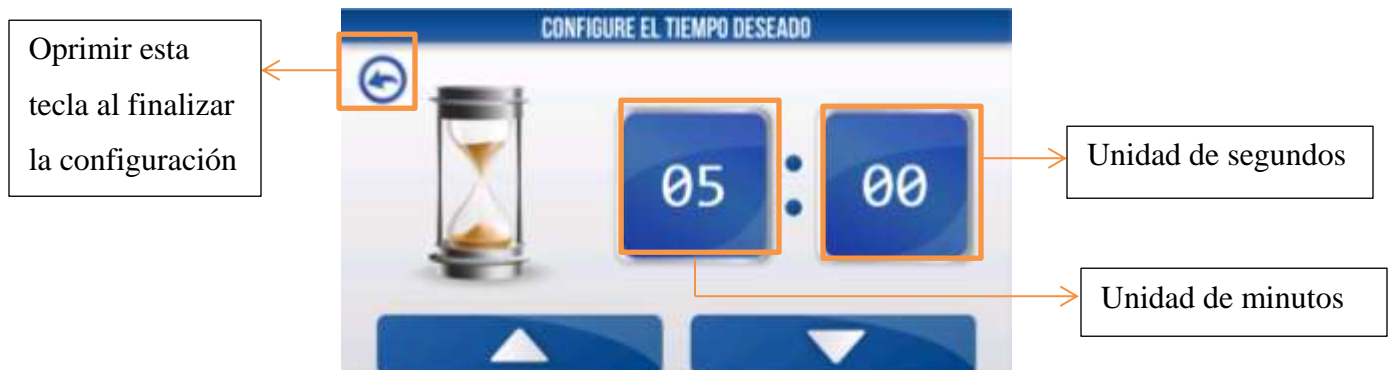 CONFIGURE EL TIEMPO DESEADO
Oprimir esta
tecla al finalizar
la configuración
05 : 00
Unidad de segundos
Unidad de minutos